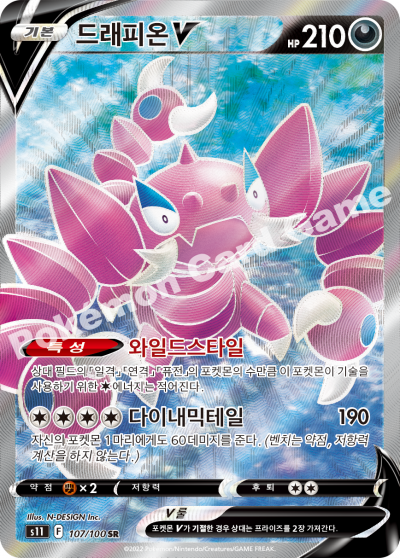 기본 드래피온V HP 210
Pokémon Card Game
특성 와일드스타일
상대 필드의 「일격」, 「연격」, 「퓨전」의 포켓몬의 수만큼 이 포켓몬이 기술을
사용하기 위한 에너지는 적어진다.
다이내믹테일 190
자신의 포켓몬 1마리에게도 60데미지를 준다. (벤치는 약점, 저항력
계산을 하지 않는다.)
약점 ×2 저항력 후퇴
Illus. N-DESIGN Inc.
s11 F 107/100 SR
V룰
포켓몬V가 기절한 경우 상대는 프라이즈를 2장 가져간다.
©2022 Pokémon/Nintendo/Creatures/GAME FREAK.